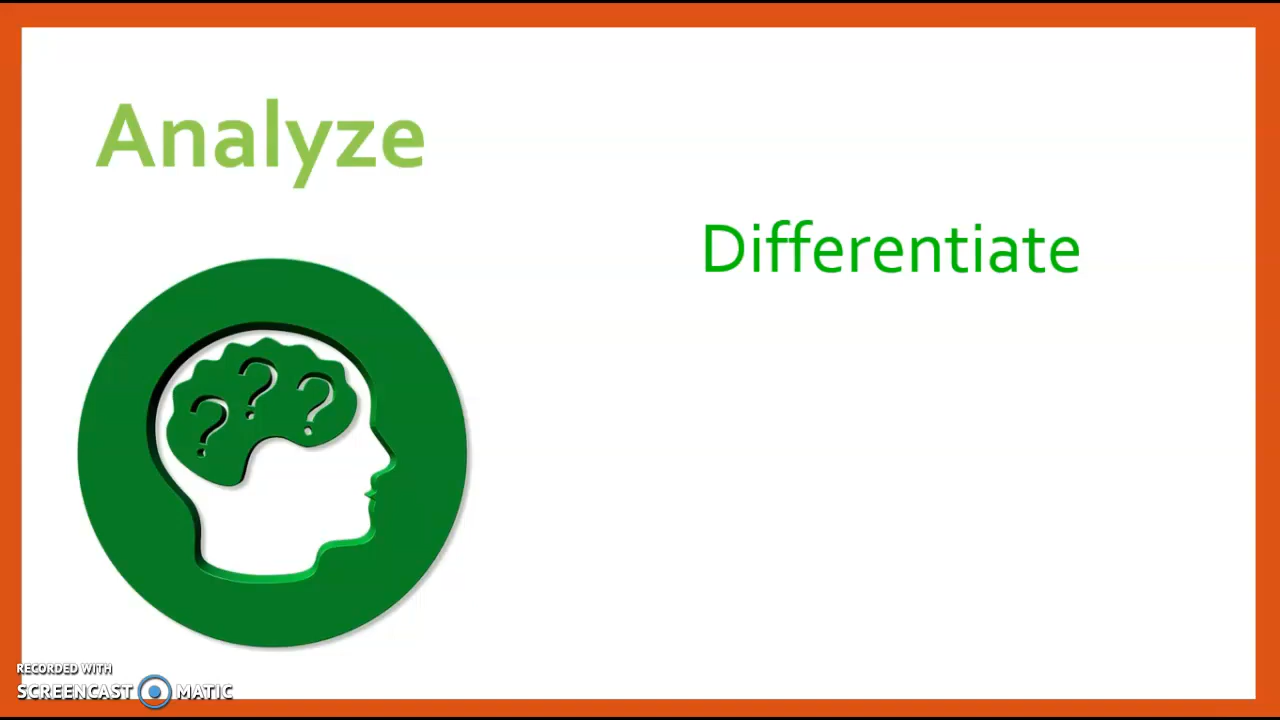 Analyze
Differentiate
? ? ?
RECORDED WITH
SCREENCAST MATIC